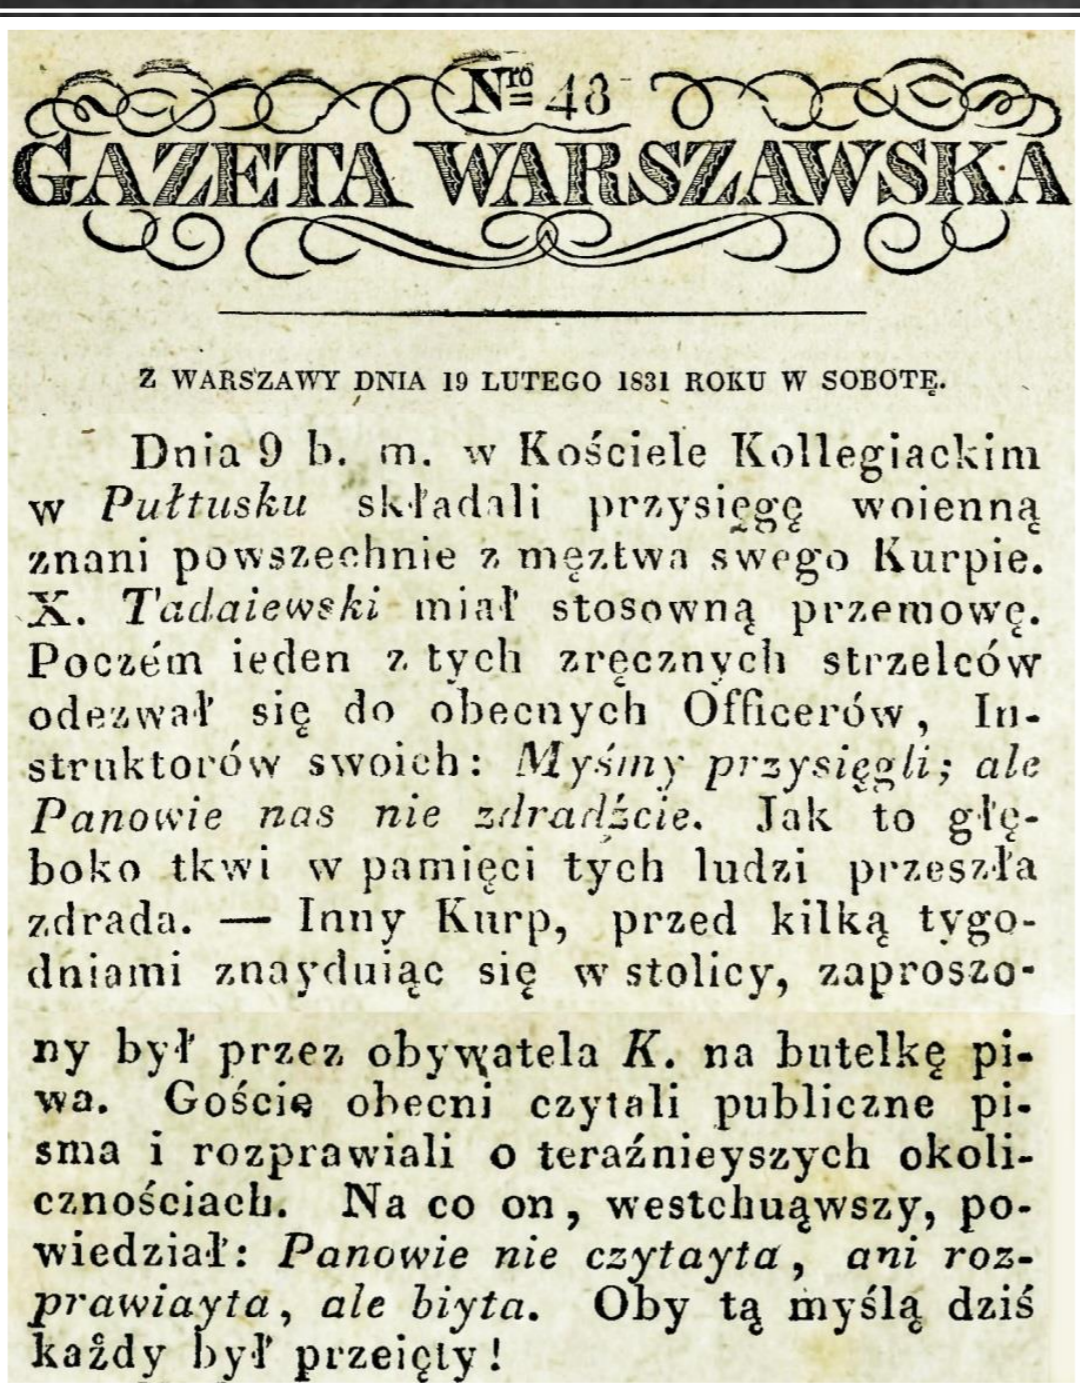 Nro 48
GAZETA WARSZAWSKA
Z WARSZAWY DNIA 19 LUTEGO 1831 ROKU W SOBOTĘ.
Dnia 9 b. m. w Kościele Kollegiackim
w Pułtusku składali przysięgę woienną
znani powszechnie z męztwa swego Kurpie.
X. Tadaiewski miał stosowną przemowę.
Poczém ieden z tych zręcznych strzelców
odezwał się do obecnych Officerów, In-
struktorów swoich: Myśmy przysięgli; ale
Panowie nas nie zdradźcie. Jak to głę-
boko tkwi w pamięci tych ludzi przeszła
zdrada. — Inny Kurp, przed kilką tygo-
dniami znayduiąc się w stolicy, zaproszo-
ny był przez obywatela K. na butelkę pi-
wa. Goście obecni czytali publiczne pi-
sma i rozprawiali o teraźnieyszych okoli-
cznościach. Na co on, westchnąwszy, po-
wiedział: Panowie nie czytayta, ani roz-
prawiayta, ale biyta. Oby tą myślą dziś
każdy był przeięty!